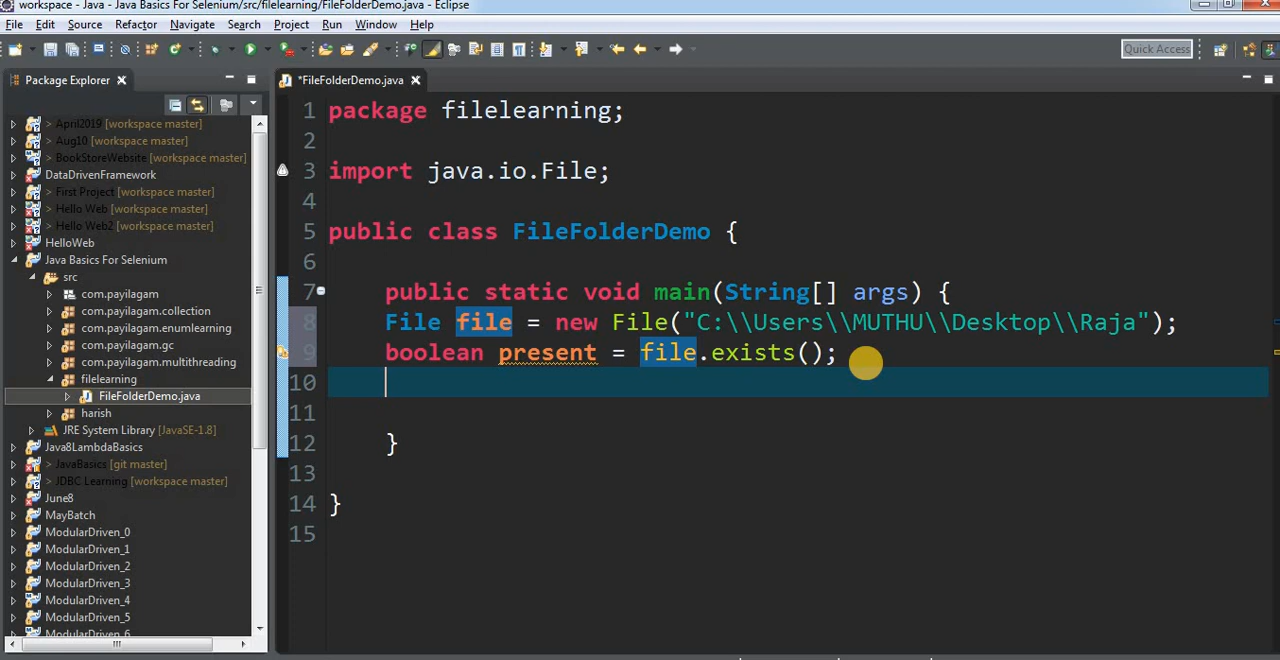 workspace - Java - Java Basics For Selenium/src/filelearning/FileFolderDemo.java - Eclipse
File Edit Source Refactor Navigate Search Project Run Window Help
Quick Access
Package Explorer
> April2019 [workspace master]
> Aug10 [workspace master]
> BookStoreWebsite [workspace master]
DataDrivenFramework
> First Project [workspace master]
> Hello Web [workspace master]
> Hello Web2 [workspace master]
HelloWeb
Java Basics For Selenium
src
com.payilagam
com.payilagam.collection
com.payilagam.enumlearning
com.payilagam.gc
com.payilagam.multithreading
filelearning
FileFolderDemo.java
harish
JRE System Library [JavaSE-1.8]
Java8LambdaBasics
> JavaBasics [git master]
> JDBC Learning [workspace master]
June8
MayBatch
ModularDriven_0
ModularDriven_1
ModularDriven_2
ModularDriven_3
ModularDriven_4
ModularDriven_5
ModularDriven_6
*FileFolderDemo.java
1 package filelearning;
2
3 import java.io.File;
4
5 public class FileFolderDemo {
6
7 public static void main(String[] args) {
8 File file = new File("C:\\Users\\MUTHU\\Desktop\\Raja");
9 boolean present = file.exists();
10
11
12 }
13
14 }
15